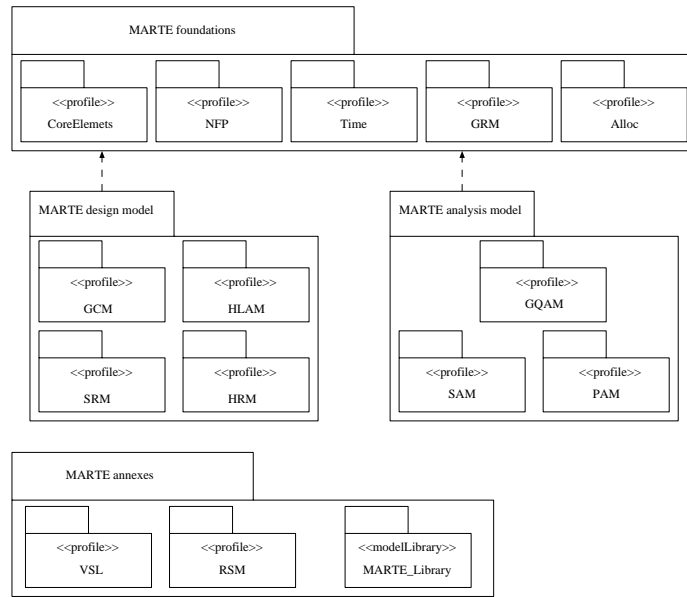 MARTE foundations
<<profile>> <<profile>> <<profile>> <<profile>> <<profile>>
CoreElemets NFP Time GRM Alloc
MARTE design model
<<profile>> <<profile>>
GCM HLAM
<<profile>> <<profile>>
SRM HRM
MARTE analysis model
<<profile>>
GQAM
<<profile>> <<profile>>
SAM PAM
MARTE annexes
<<profile>> <<profile>> <<modelLibrary>>
VSL RSM MARTE_Library